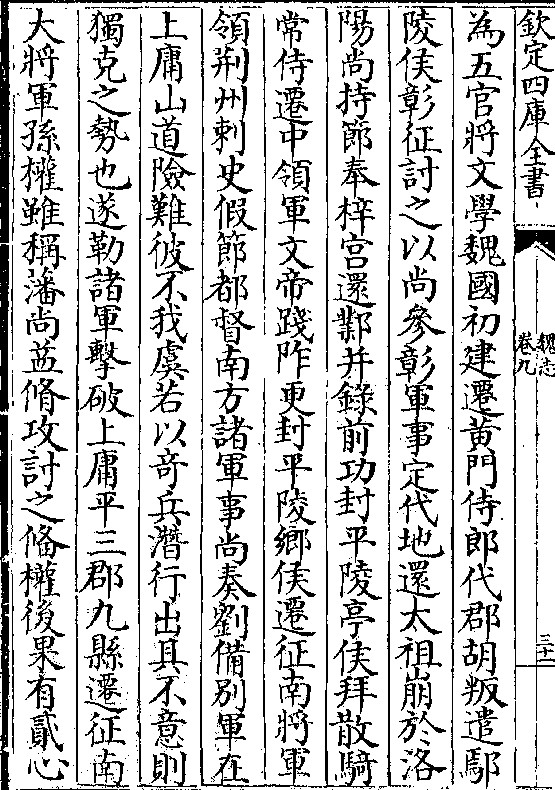 欽定四庫全書
魏志
卷九
三十一
為五官將文學魏國初建遷黄門侍郎代郡胡叛遣鄢
陵侯彰征討之以尚參彰軍事定代地還太祖崩於洛
陽尚持節奉梓宫還鄴并錄前功封平陵亭侯拜散騎
常侍遷中領軍文帝踐阼更封平陵鄉侯遷征南將軍
領荆州刺史假節都督南方諸軍事尚奏劉備別軍在
上庸山道險難彼不我虞若以奇兵潛行出其不意則
獨克之勢也遂勒諸軍擊破上庸平三郡九縣遷征南
大將軍孫權雖稱藩尚益脩攻討之備權後果有貳心